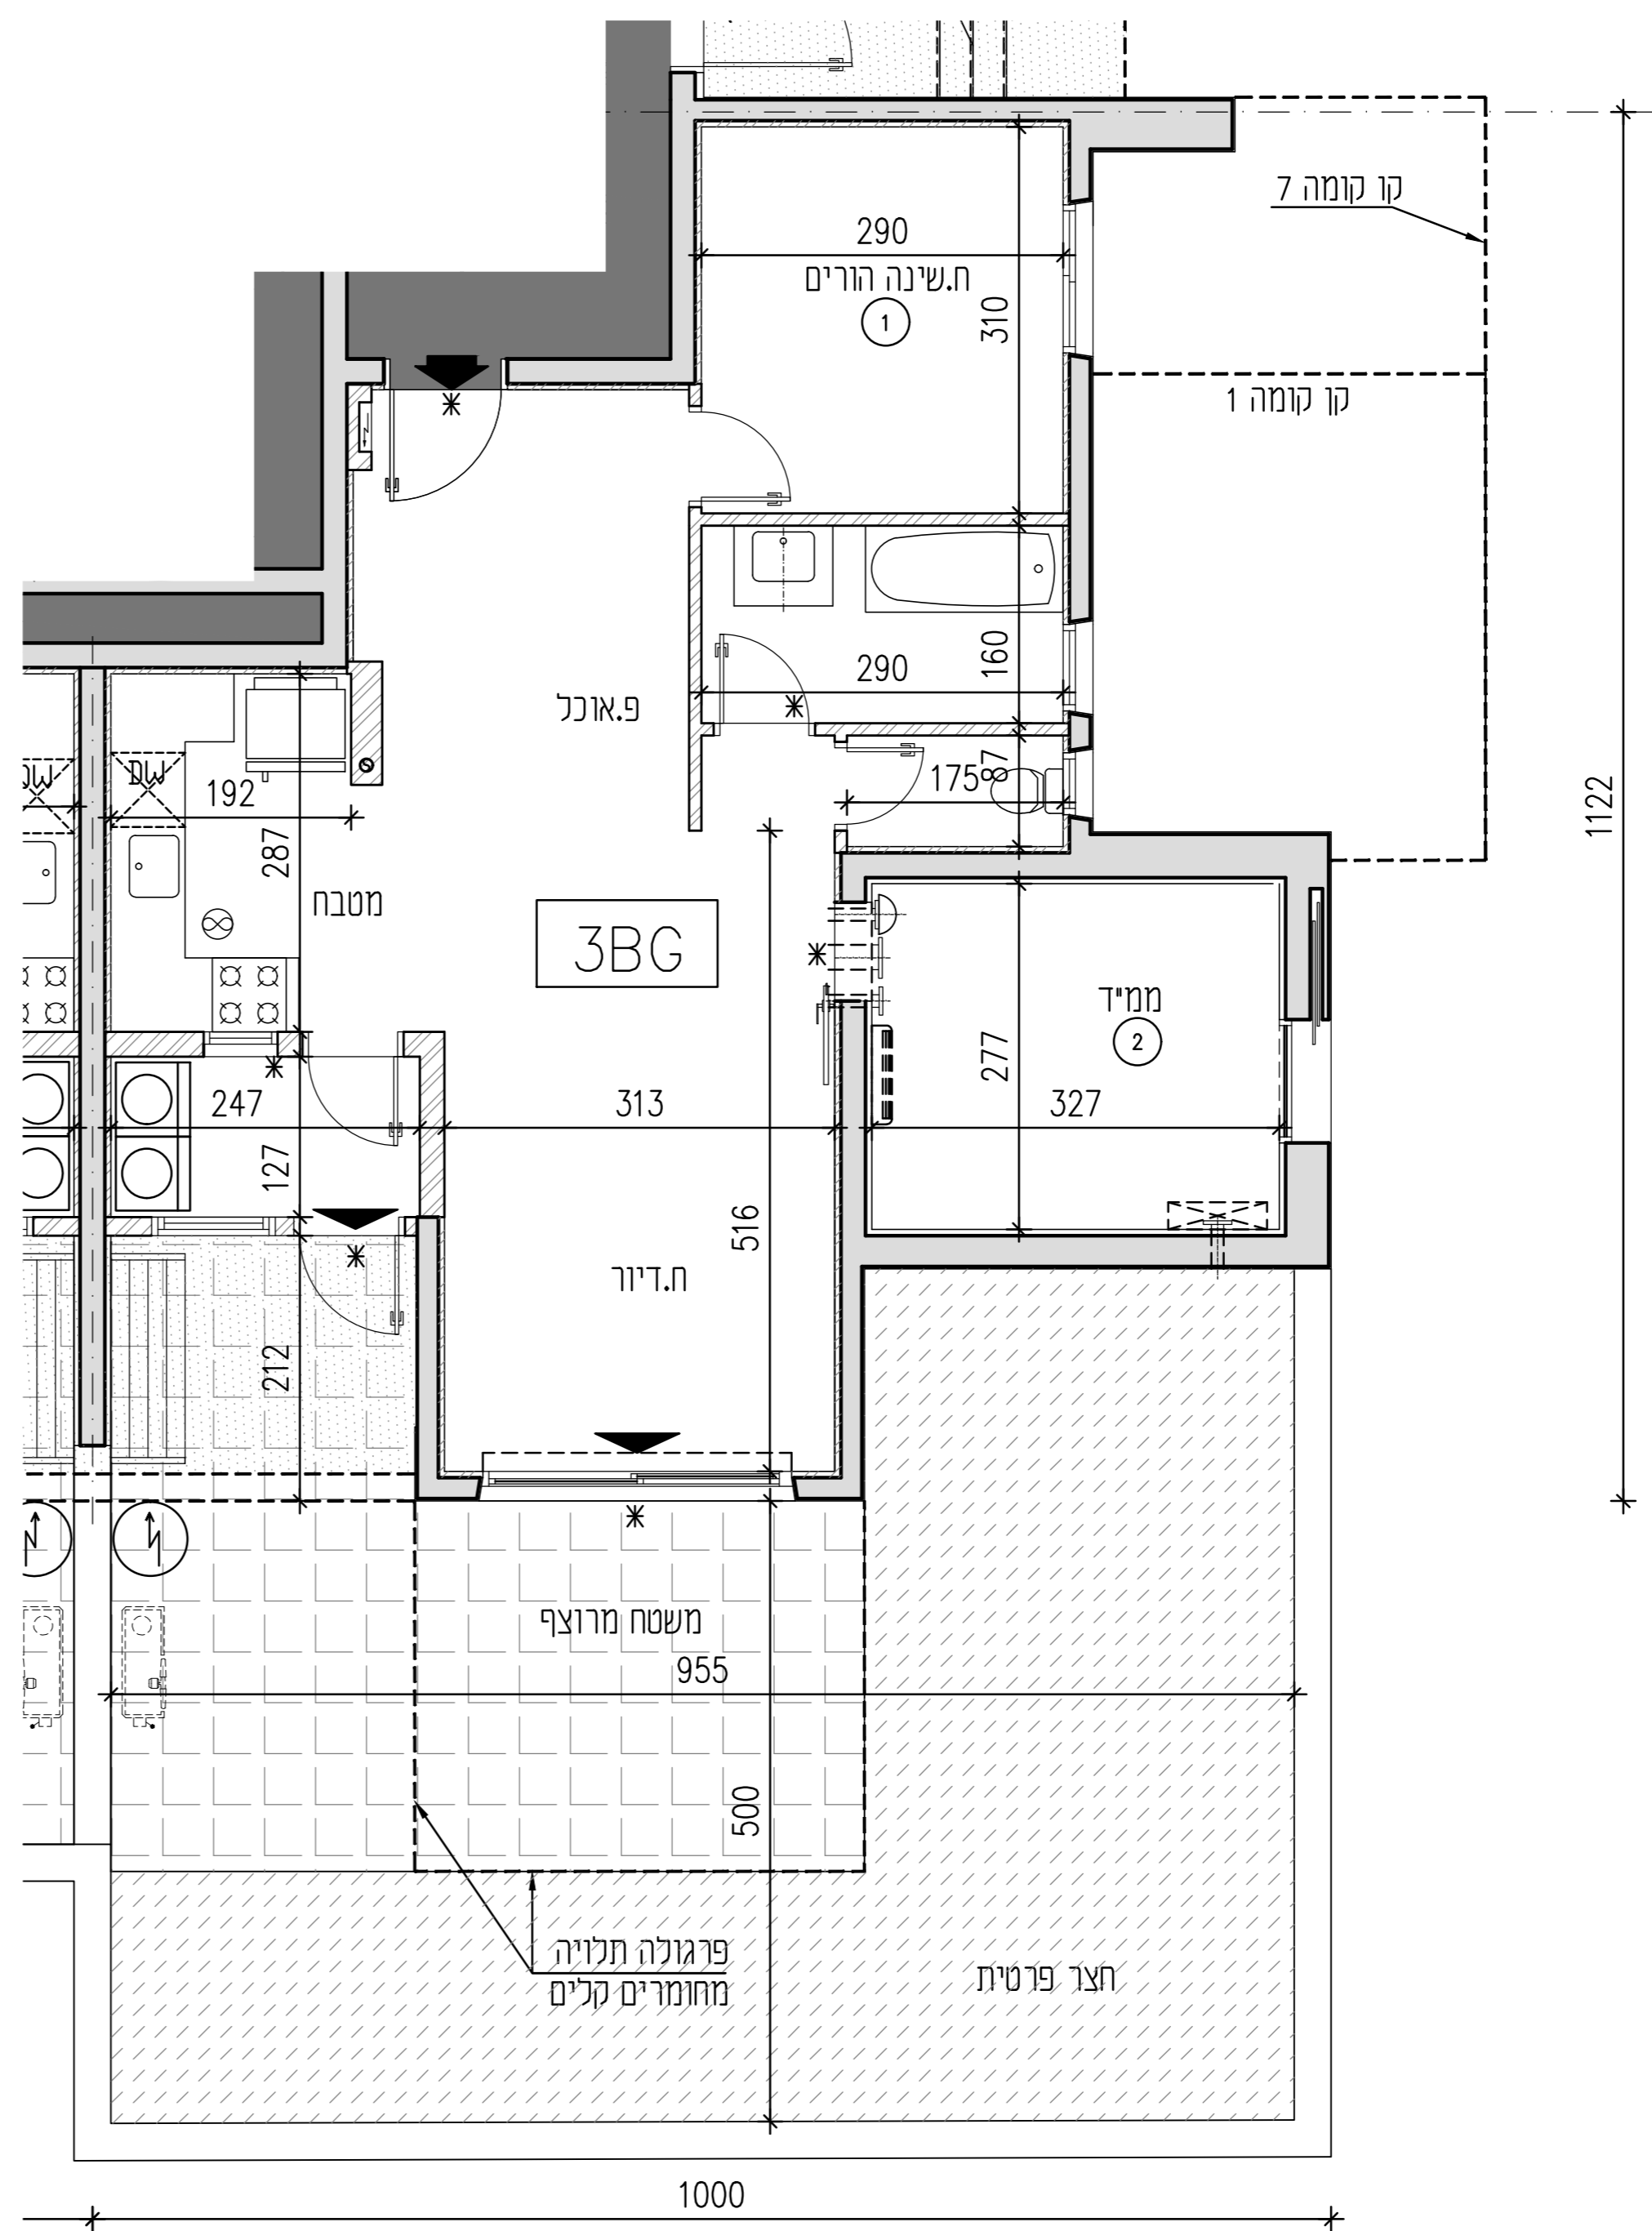 קו קומה 7
290
ח.שינה הורים
1
310
קו קומה 1
פ.אוכל
290
160
DW
DW
192
175
87
1122
287
מטבח
3BG
ממ"ד
2
277
247
313
327
127
516
ח.דיור
212
משטח מרוצף
955
500
פרגולה תלויה
מחומרים קלים
חצר פרטית
1000